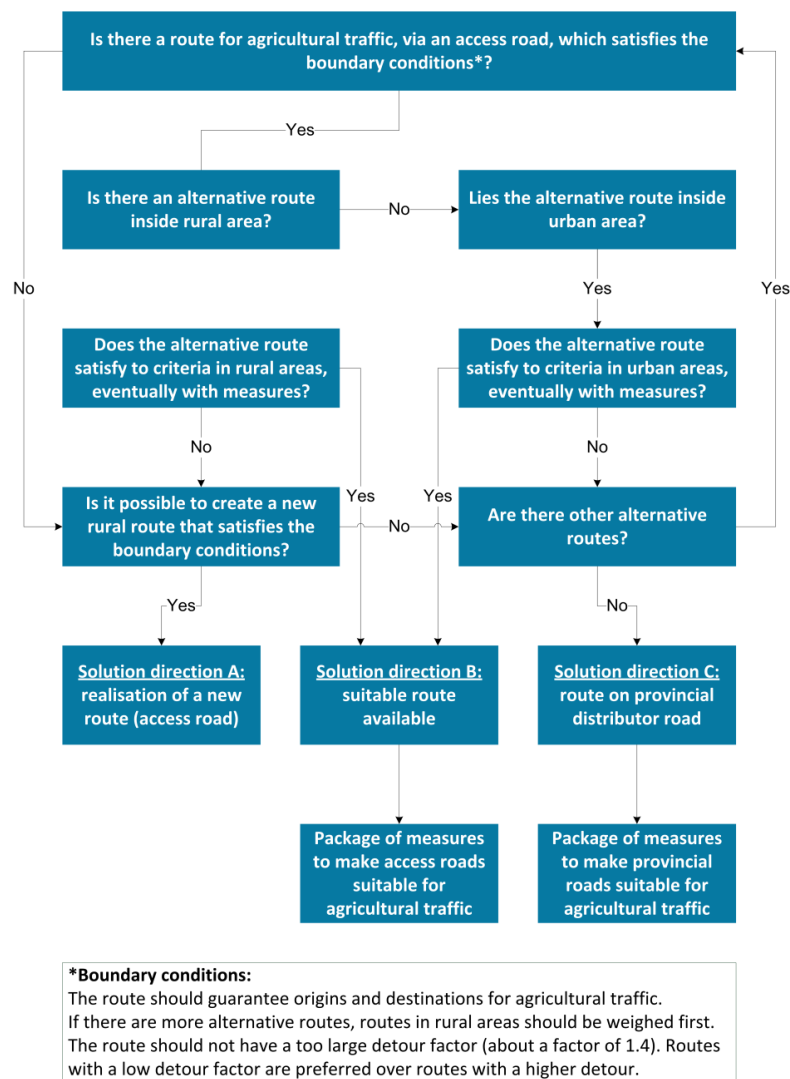 Is there a route for agricultural traffic, via an access road, which satisfies the
boundary conditions*?
Yes
Is there an alternative route
inside rural area?
No
Lies the alternative route inside
urban area?
No
Yes
Yes
Does the alternative route
satisfy to criteria in rural areas,
eventually with measures?
Does the alternative route
satisfy to criteria in urban areas,
eventually with measures?
No
No
Is it possible to create a new
rural route that satisfies the
boundary conditions?
Yes
No
Yes
Are there other alternative
routes?
Yes
No
Solution direction A:
realisation of a new
route (access road)
Solution direction B:
suitable route
available
Solution direction C:
route on provincial
distributor road
Package of measures
to make access roads
suitable for
agricultural traffic
Package of measures
to make provincial
roads suitable for
agricultural traffic
*Boundary conditions:
The route should guarantee origins and destinations for agricultural traffic.
If there are more alternative routes, routes in rural areas should be weighed first.
The route should not have a too large detour factor (about a factor of 1.4). Routes
with a low detour factor are preferred over routes with a higher detour.